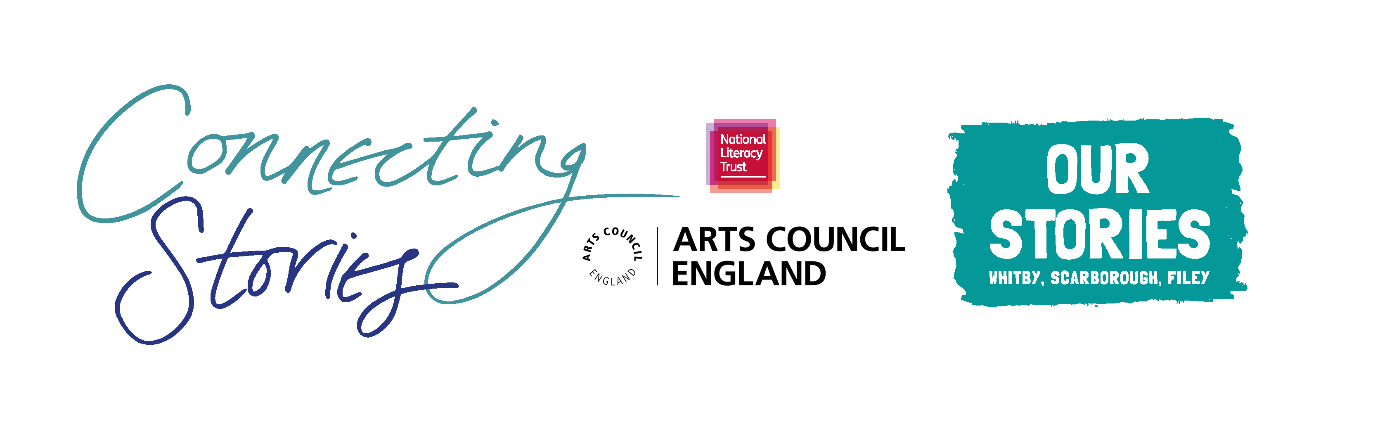 Connecting
Stories
National
Literacy
Trust
ARTS COUNCIL
ENGLAND
ARTS COUNCIL
ENGLAND
OUR
STORIES
WHITBY, SCARBOROUGH, FILEY